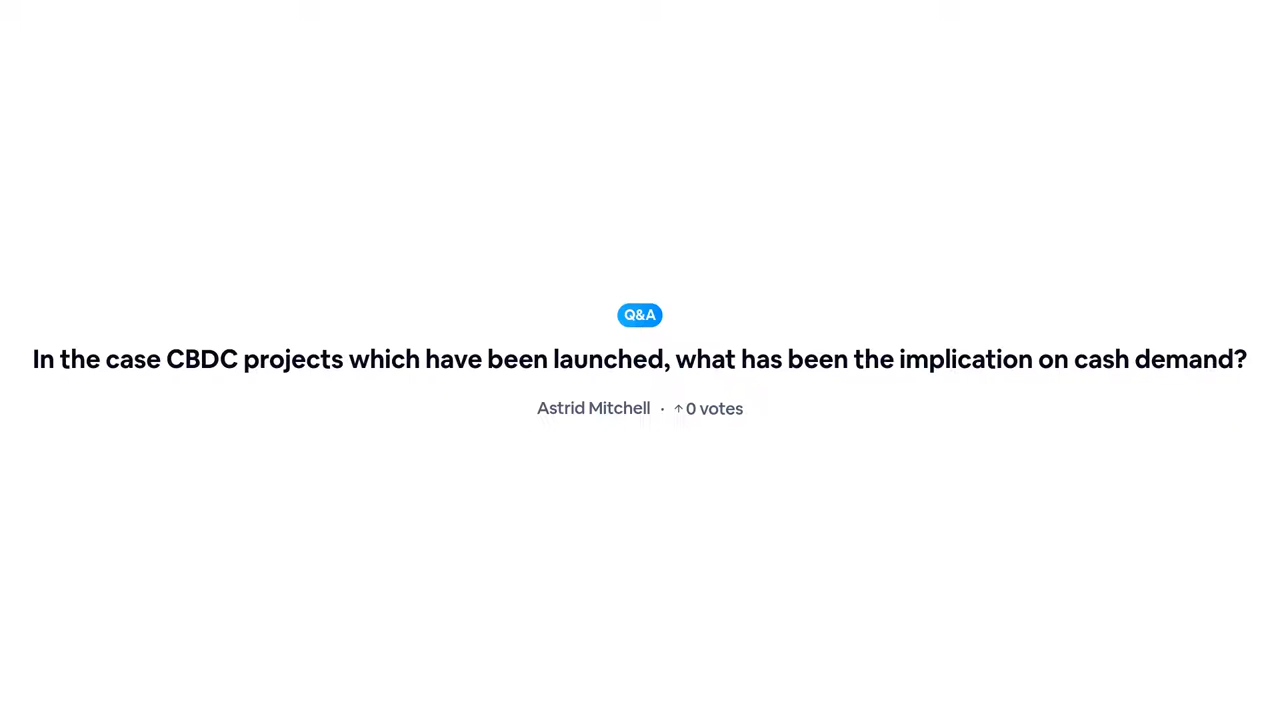 Q&A
In the case CBDC projects which have been launched, what has been the implication on cash demand?
Astrid Mitchell · ↑ 0 votes